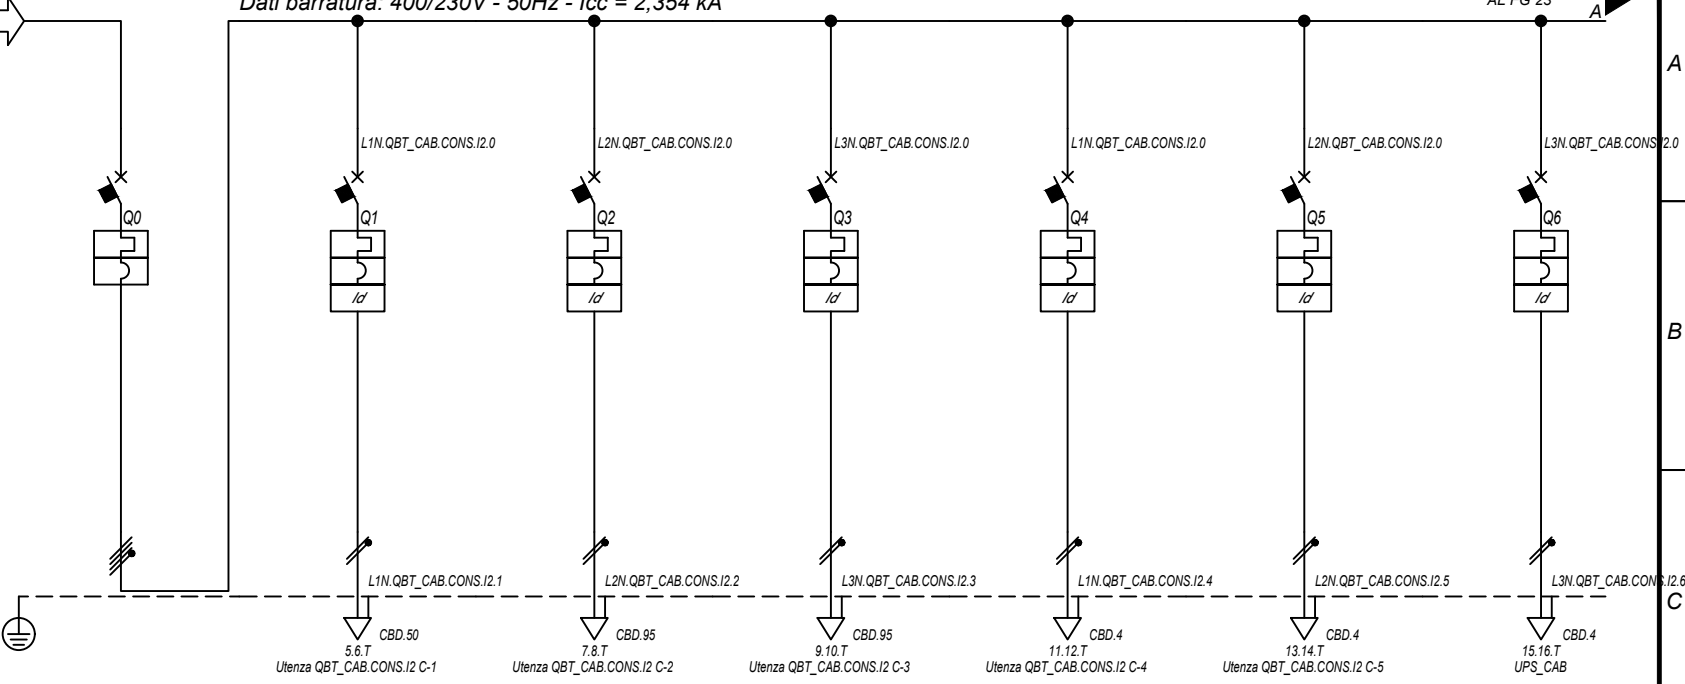 Dati barratura: 400/230V - 50Hz - Icc = 2,354 kA
A
A
L1N.QBT_CAB.CONS.I2.0
L2N.QBT_CAB.CONS.I2.0
L3N.QBT_CAB.CONS.I2.0
L1N.QBT_CAB.CONS.I2.0
L2N.QBT_CAB.CONS.I2.0
L3N.QBT_CAB.CONS.I2.0
Q0
Q1
Q2
Q3
Q4
Q5
Q6
Id
Id
Id
Id
Id
Id
B
L1N.QBT_CAB.CONS.I2.1
L2N.QBT_CAB.CONS.I2.2
L3N.QBT_CAB.CONS.I2.3
L1N.QBT_CAB.CONS.I2.4
L2N.QBT_CAB.CONS.I2.5
L3N.QBT_CAB.CONS.I2.6
C
CBD.50
CBD.95
CBD.95
CBD.4
CBD.4
CBD.4
5.6.T
7.8.T
9.10.T
11.12.T
13.14.T
15.16.T
Utenza QBT_CAB.CONS.I2 C-1
Utenza QBT_CAB.CONS.I2 C-2
Utenza QBT_CAB.CONS.I2 C-3
Utenza QBT_CAB.CONS.I2 C-4
Utenza QBT_CAB.CONS.I2 C-5
UPS_CAB